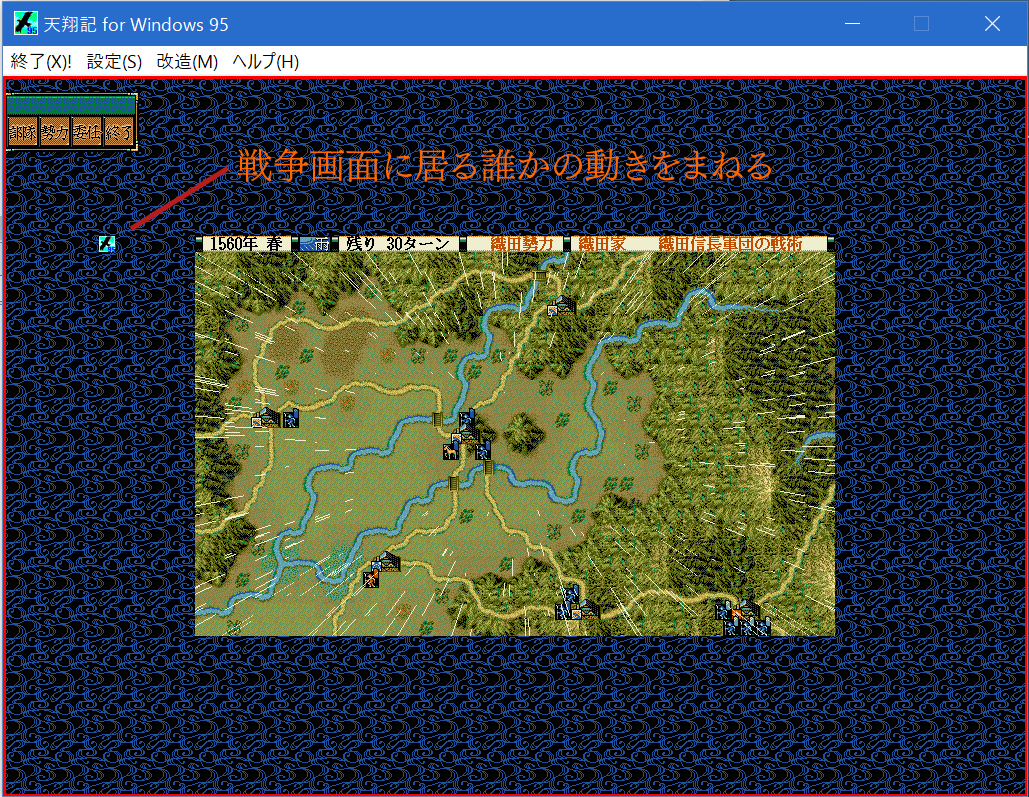 天翔記 for Windows 95
終了(X)! 設定(S) 改造(M) ヘルプ(H)
部隊 勢力 委任 終了
戦争画面に居る誰かの動きをまねる
1560年 春 雨 残り 30ターン 織田勢力 織田家 織田信長軍団の戦術